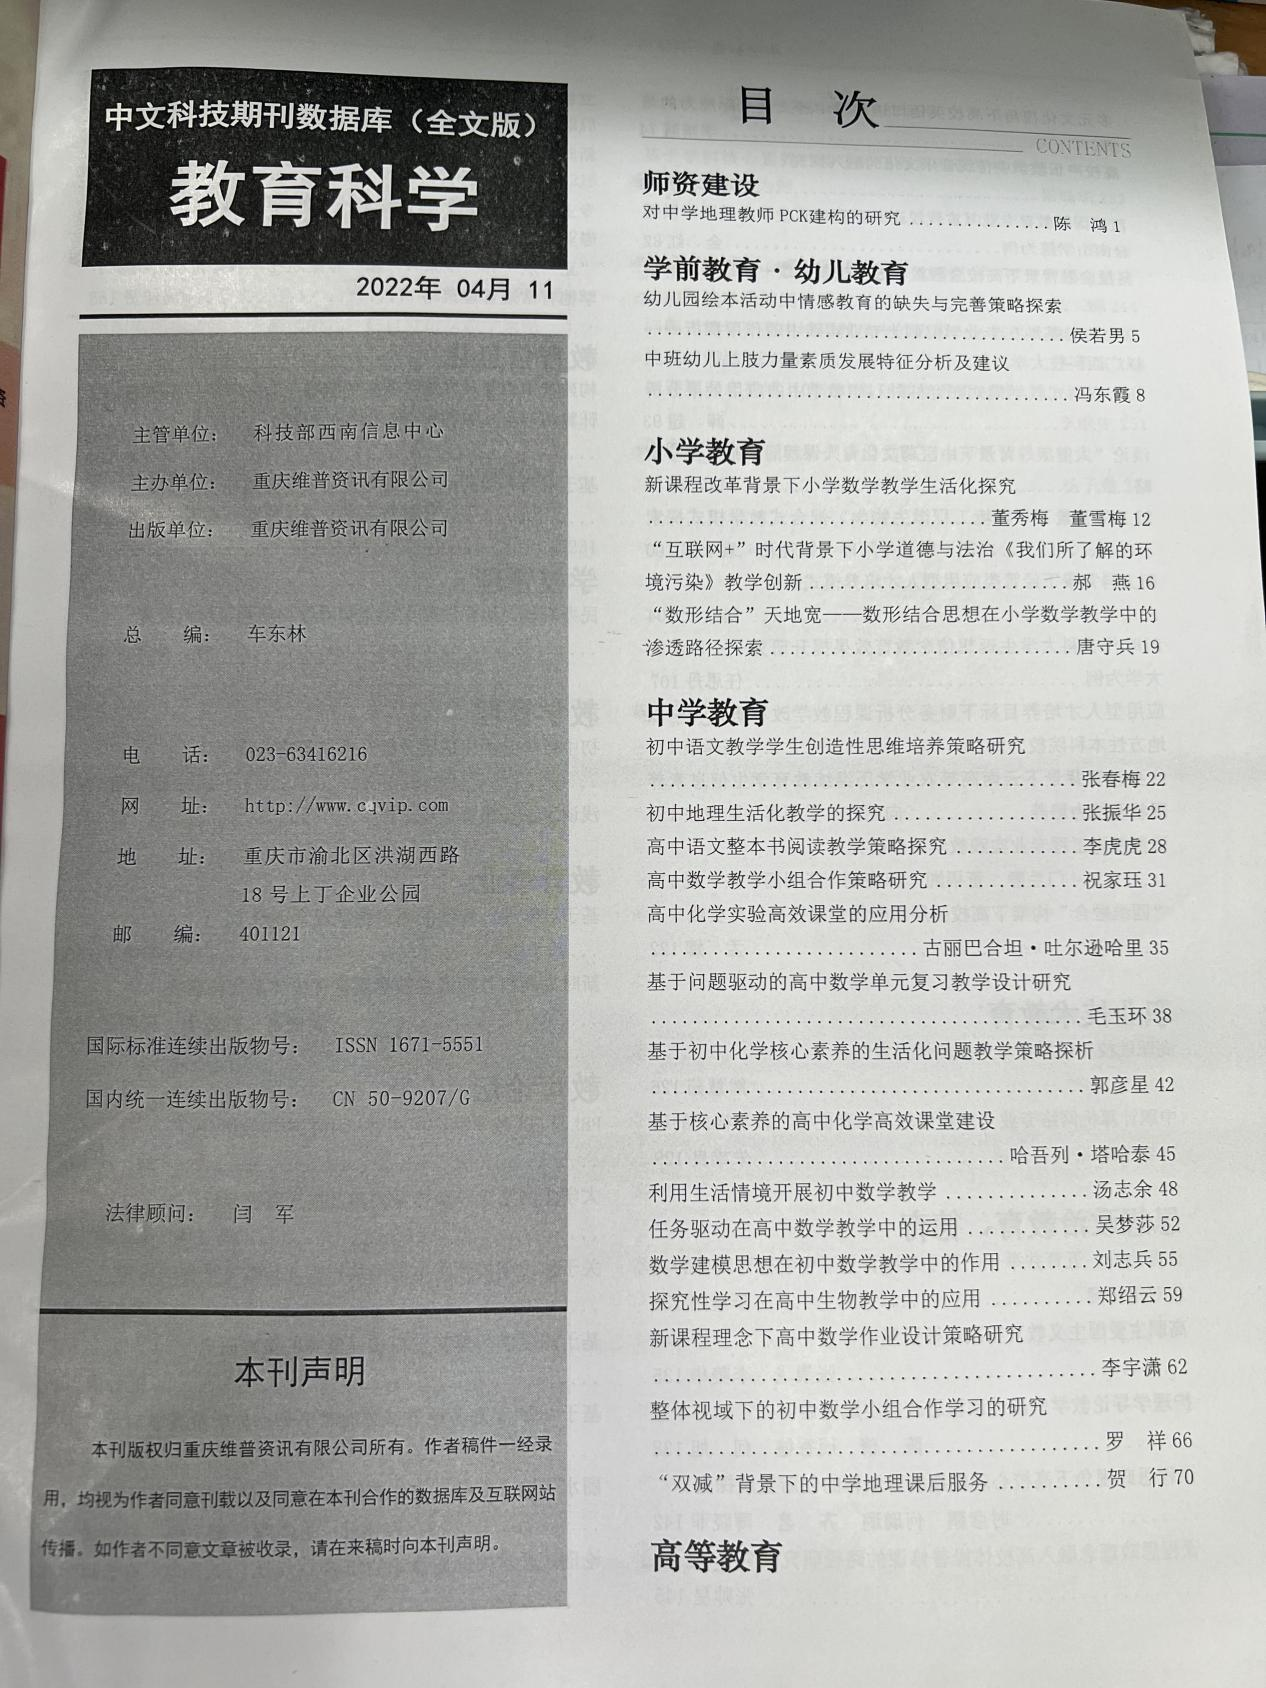 中文科技期刊数据库（全文版）
教育科学
2022年 04月 11
主管单位： 科技部西南信息中心
主办单位： 重庆维普资讯有限公司
出版单位： 重庆维普资讯有限公司
总 编： 车东林
电 话： 023-63416216
网 址： http://www.cqvip.com
地 址： 重庆市渝北区洪湖西路
18 号上丁企业公园
邮 编： 401121
国际标准连续出版物号： ISSN 1671-5551
国内统一连续出版物号： CN 50-9207/G
法律顾问： 闫 军
本刊声明
本刊版权归重庆维普资讯有限公司所有。作者稿件一经录
用，均视为作者同意刊载以及同意在本刊合作的数据库及互联网站
传播。如作者不同意文章被收录，请在来稿时向本刊声明。
目 次
CONTENTS
师资建设
对中学地理教师 PCK建构的研究 ............... 陈 鸿 1
学前教育·幼儿教育
幼儿园绘本活动中情感教育的缺失与完善策略探索
.......................................... 侯若男 5
中班幼儿上肢力量素质发展特征分析及建议
.......................................... 冯东霞 8
小学教育
新课程改革背景下小学数学教学生活化探究
.................................. 董秀梅 董雪梅 12
“互联网+”时代背景下小学道德与法治《我们所了解的环
境污染》教学创新.......................... 郝 燕 16
“数形结合”天地宽——数形结合思想在小学数学教学中的
渗透路径探索.............................. 唐守兵 19
中学教育
初中语文教学学生创造性思维培养策略研究
.......................................... 张春梅 22
初中地理生活化教学的探究 ................... 张振华 25
高中语文整本书阅读教学策略探究 ............. 李虎虎 28
高中数学教学小组合作策略研究 ............... 祝家珏 31
高中化学实验高效课堂的应用分析
........................... 古丽巴合坦·吐尔逊哈里 35
基于问题驱动的高中数学单元复习教学设计研究
.......................................... 毛玉环 38
基于初中化学核心素养的生活化问题教学策略探析
.......................................... 郭彦星 42
基于核心素养的高中化学高效课堂建设
................................... 哈吾列·塔哈泰 45
利用生活情境开展初中数学教学 .............. 汤志余 48
任务驱动在高中数学教学中的运用 ............ 吴梦莎 52
数学建模思想在初中数学教学中的作用 ........ 刘志兵 55
探究性学习在高中生物教学中的应用 .......... 郑绍云 59
新课程理念下高中数学作业设计策略研究
.......................................... 李宇潇 62
整体视域下的初中数学小组合作学习的研究
.......................................... 罗 祥 66
“双减”背景下的中学地理课后服务 .......... 贺 行 70
高等教育